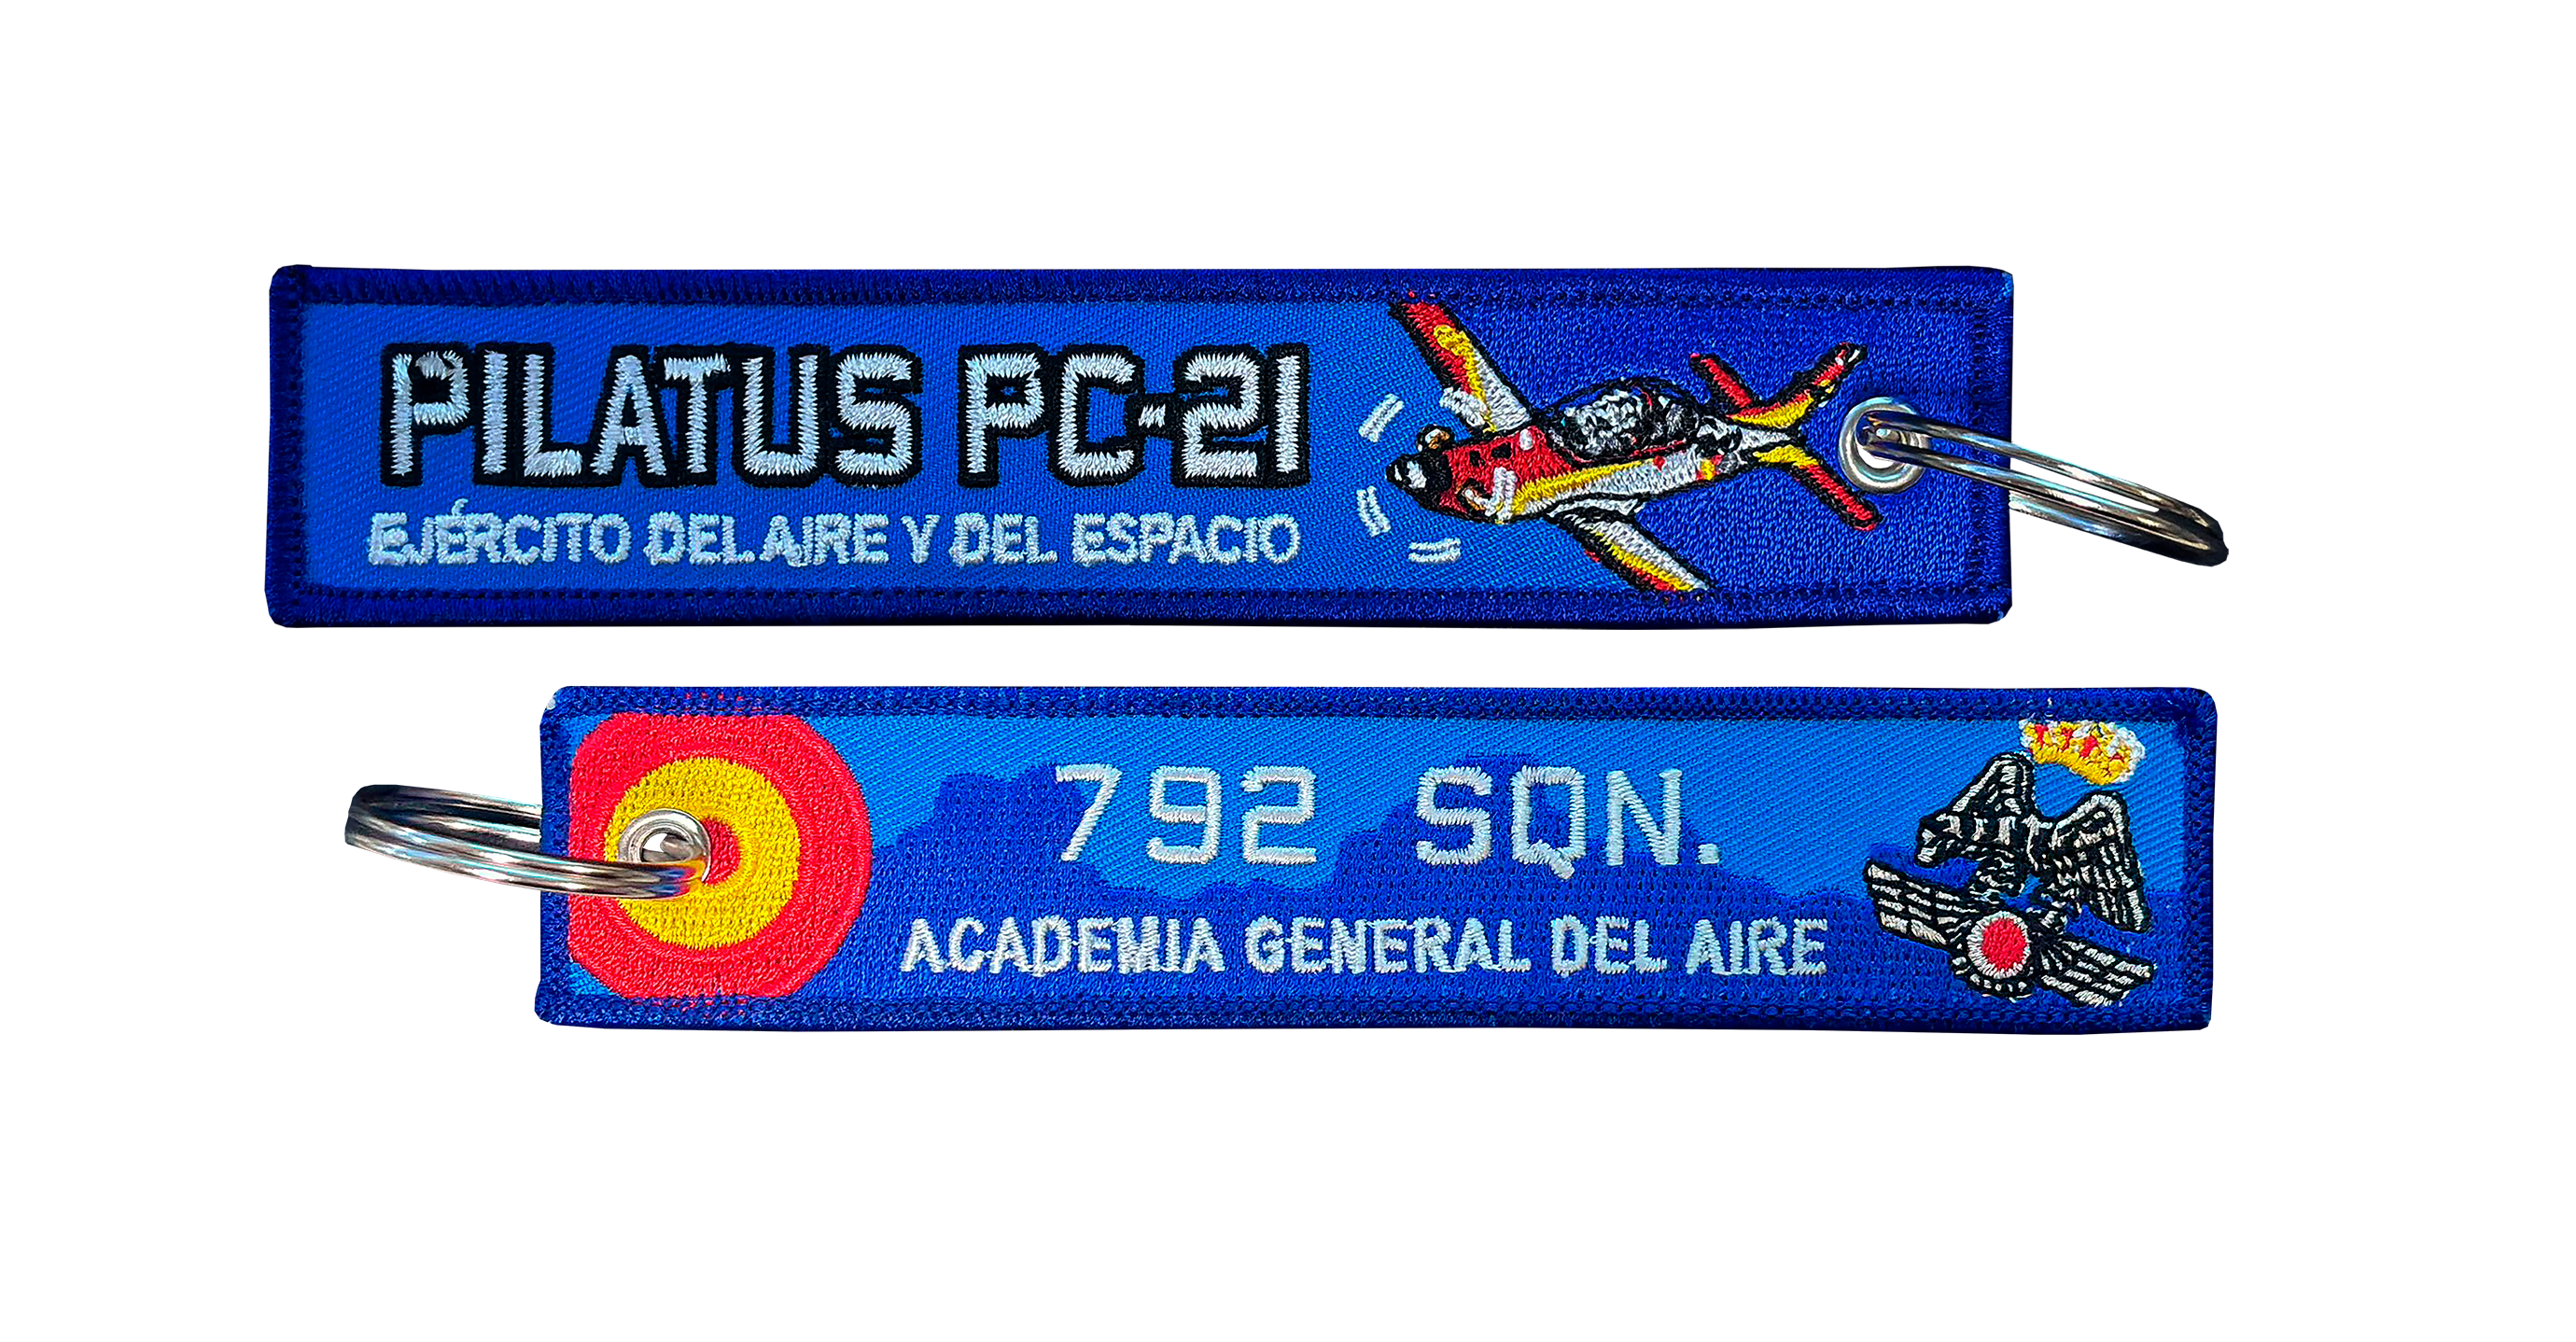 PILATUS PC-21
EJÉRCITO DEL AIRE Y DEL ESPACIO
792 SQN.
ACADEMIA GENERAL DEL AIRE